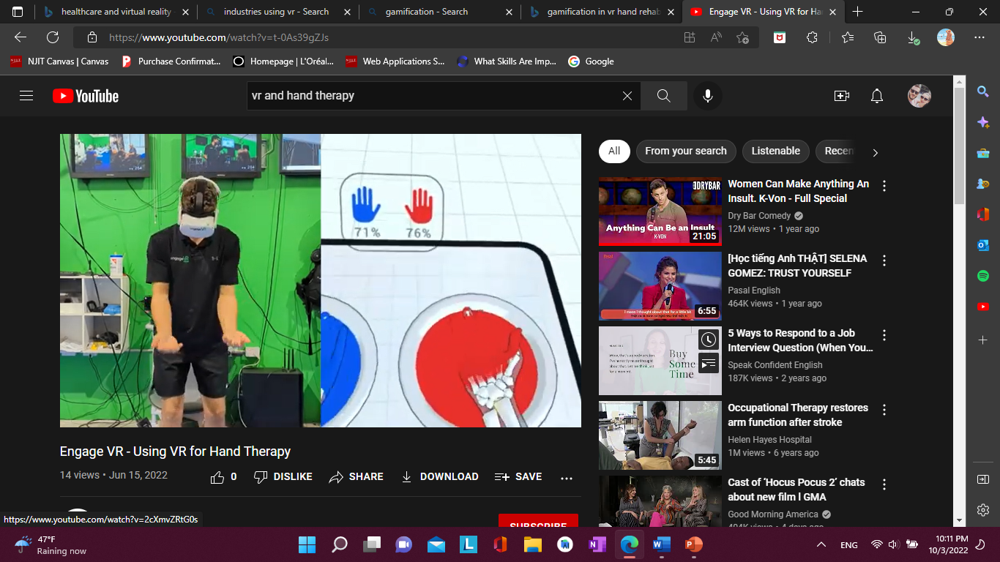 healthcare and virtual reality
industries using vr - Search
gamification - Search
gamification in vr hand rehab
Engage VR - Using VR for Ha
https://www.youtube.com/watch?v=t-0As39gZJs
NJIT Canvas | Canvas
Purchase Confirmat...
Homepage | L'Oréal...
Web Applications S...
What Skills Are Imp...
Google
YouTube
vr and hand therapy
71%
76%
Engage VR - Using VR for Hand Therapy
14 views • Jun 15, 2022
0
DISLIKE
SHARE
DOWNLOAD
SAVE
SUBSCRIBE
All
From your search
Listenable
Recen
DRYBAR
Anything Can Be an Insult
K-VON
21:05
Women Can Make Anything An
Insult. K-Von - Full Special
Dry Bar Comedy
12M views • 1 year ago
Pasal
6:55
[Học tiếng Anh THẬT] SELENA
GOMEZ: TRUST YOURSELF
Pasal English
464K views • 1 year ago
Buy
Some
Time
5 Ways to Respond to a Job
Interview Question (When You...
Speak Confident English
187K views • 2 years ago
5:45
Occupational Therapy restores
arm function after stroke
Helen Hayes Hospital
1M views • 6 years ago
Cast of ‘Hocus Pocus 2’ chats
about new film l GMA
Good Morning America
https://www.youtube.com/watch?v=2cXmvZRtG0s
47°F
Raining now
ENG
10:11 PM
10/3/2022